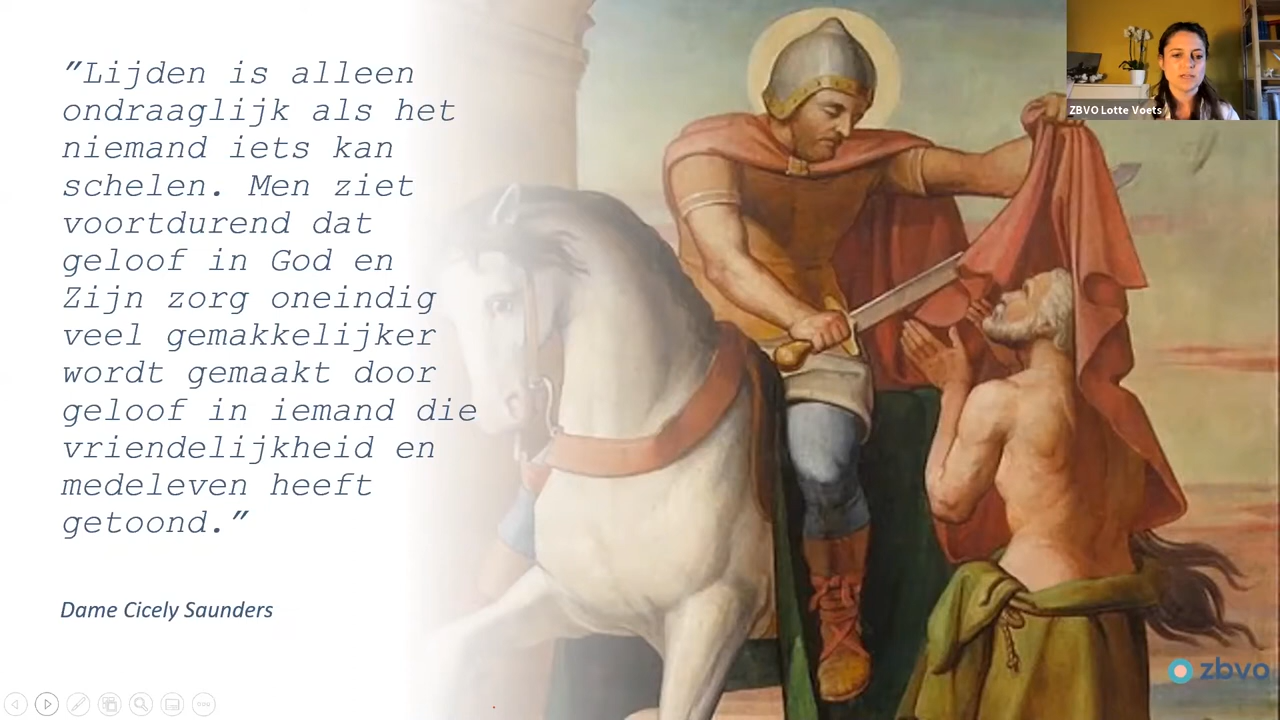 ”Lijden is alleen
ondraaglijk als het
niemand iets kan
schelen. Men ziet
voortdurend dat
geloof in God en
Zijn zorg oneindig
veel gemakkelijker
wordt gemaakt door
geloof in iemand die
vriendelijkheid en
medeleven heeft
getoond.”
Dame Cicely Saunders
ZBVO Lotte Voets
zbvo